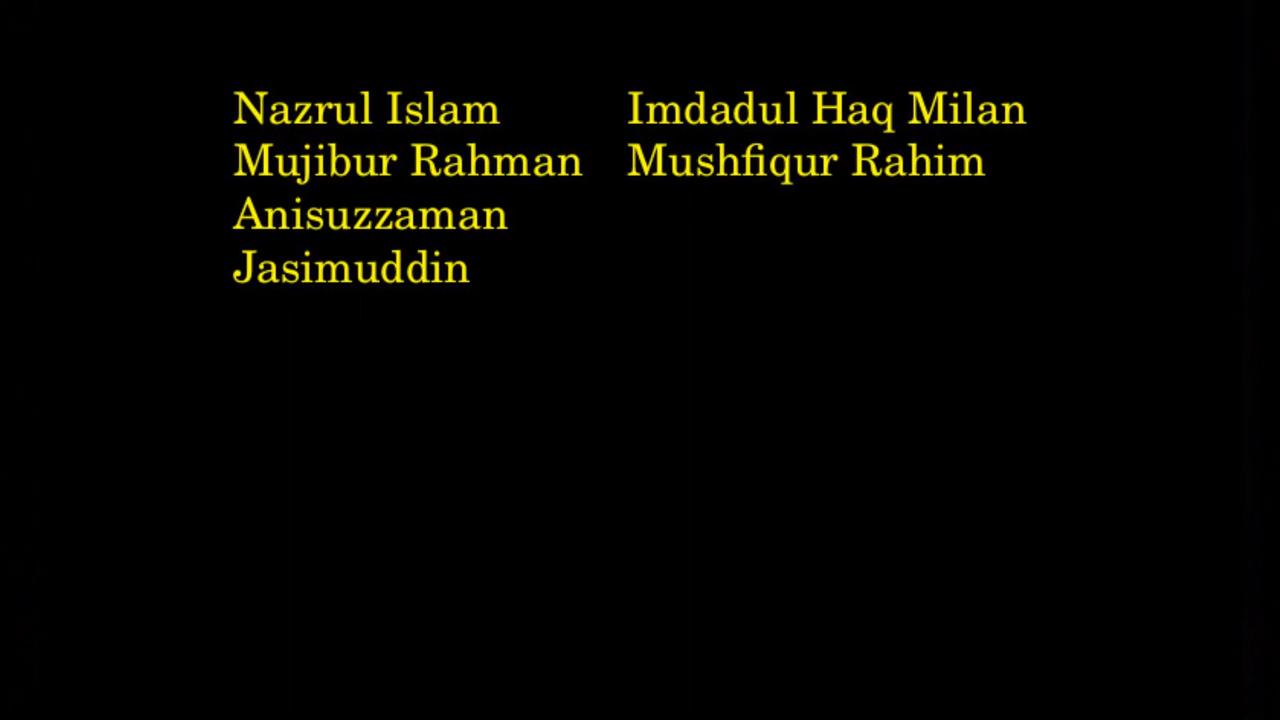 Nazrul Islam
Mujibur Rahman
Anisuzzaman
Jasimuddin
Imdadul Haq Milan
Mushfiqur Rahim